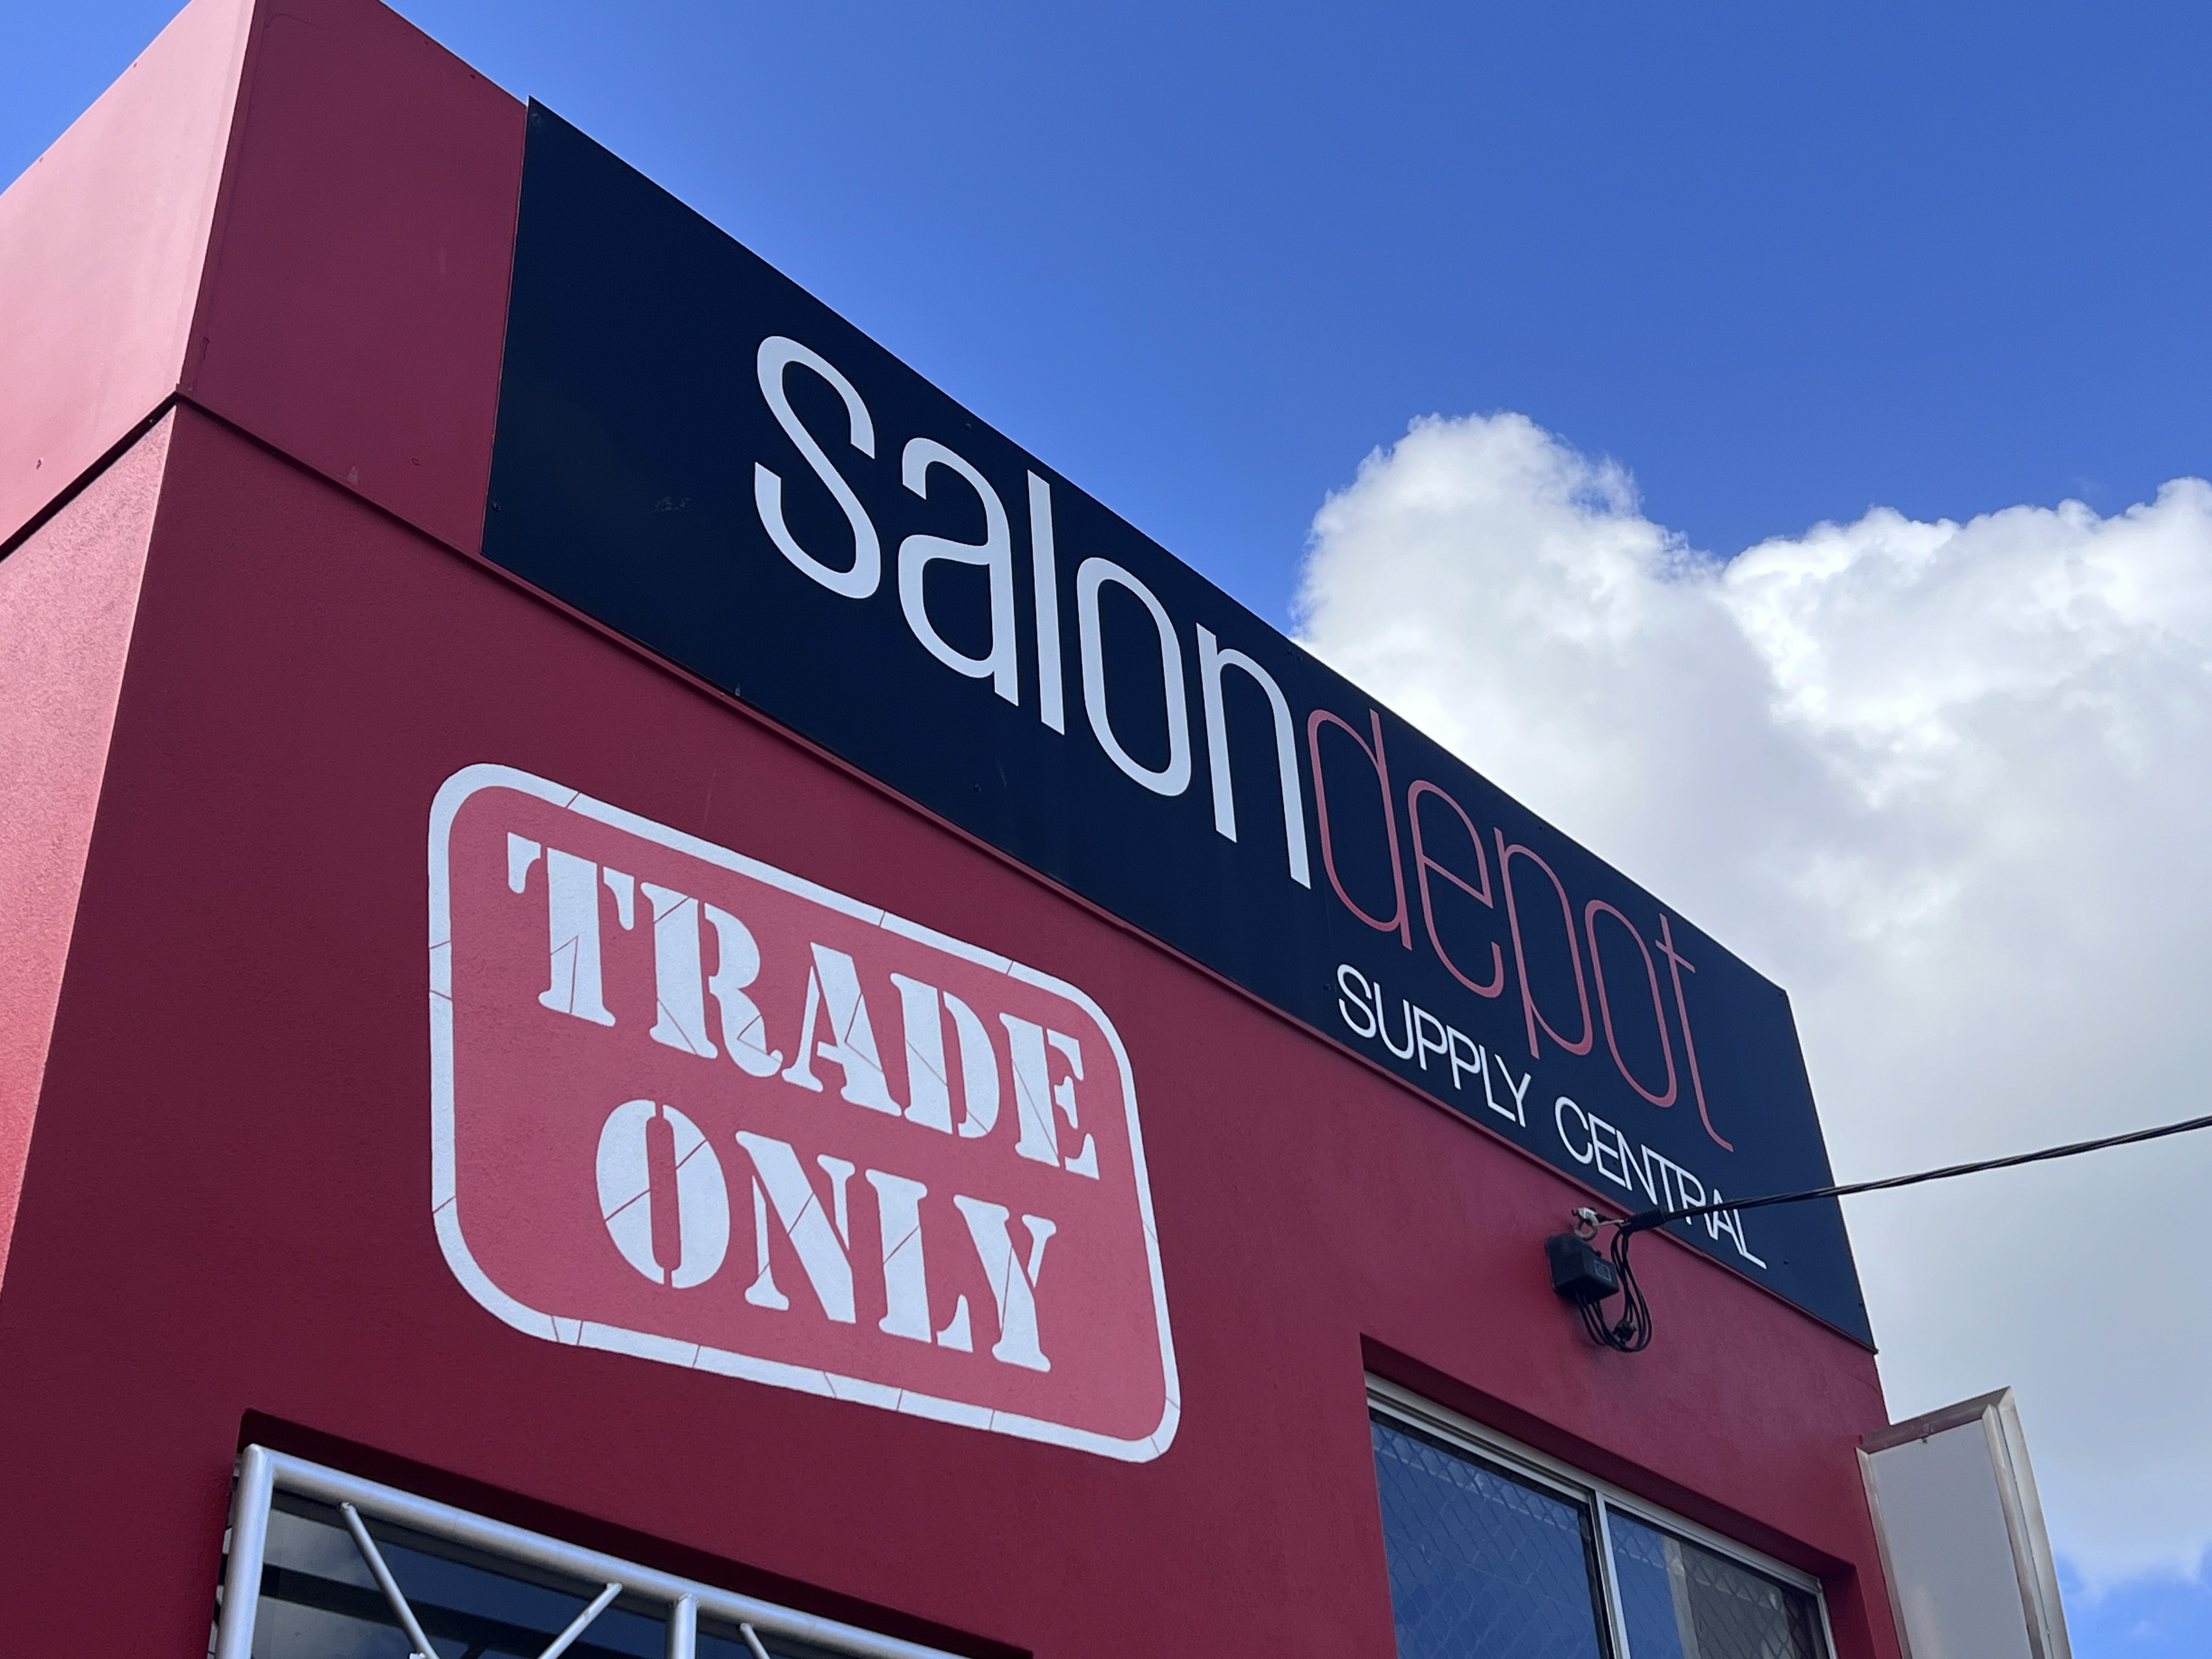 salondepot
SUPPLY CENTRAL
TRADE
ONLY